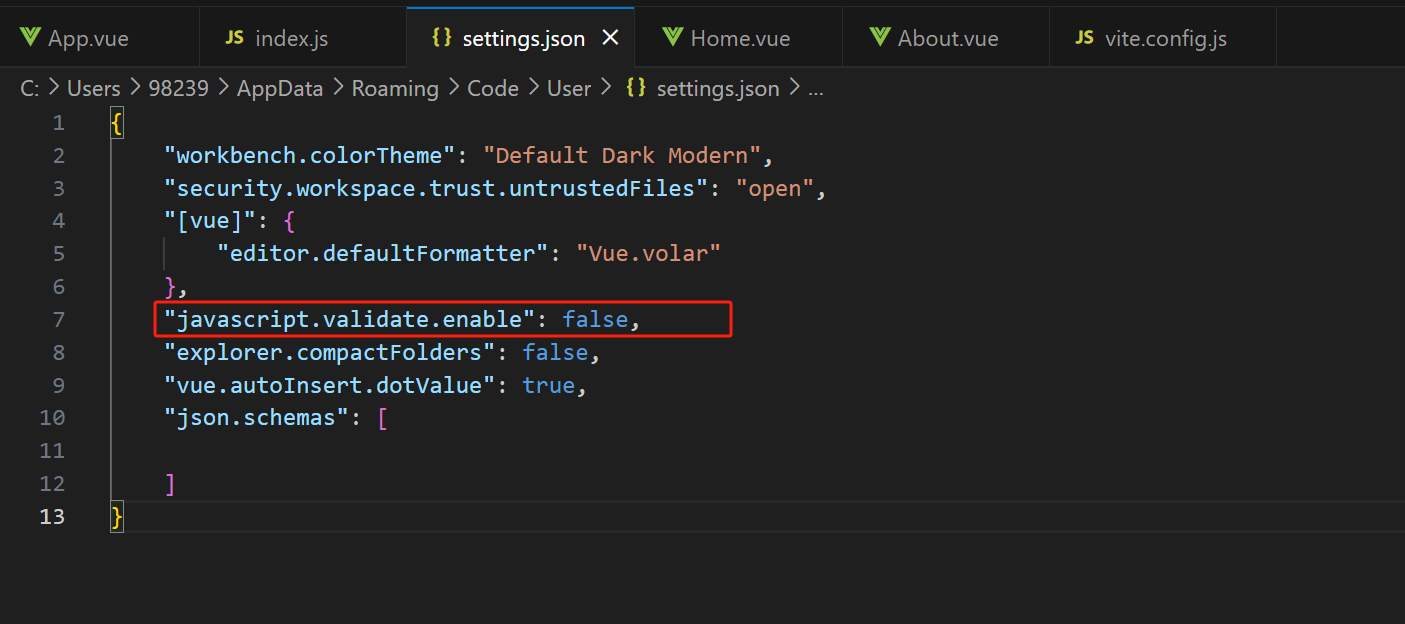 App.vue JS index.js {} settings.json × Home.vue About.vue JS vite.config.js
C: > Users > 98239 > AppData > Roaming > Code > User > {} settings.json > ...
1 {
2 "workbench.colorTheme": "Default Dark Modern",
3 "security.workspace.trust.untrustedFiles": "open",
4 "[vue]": {
5 "editor.defaultFormatter": "Vue.volar"
6 },
7 "javascript.validate.enable": false,
8 "explorer.compactFolders": false,
9 "vue.autoInsert.dotValue": true,
10 "json.schemas": [
11
12 ]
13 }